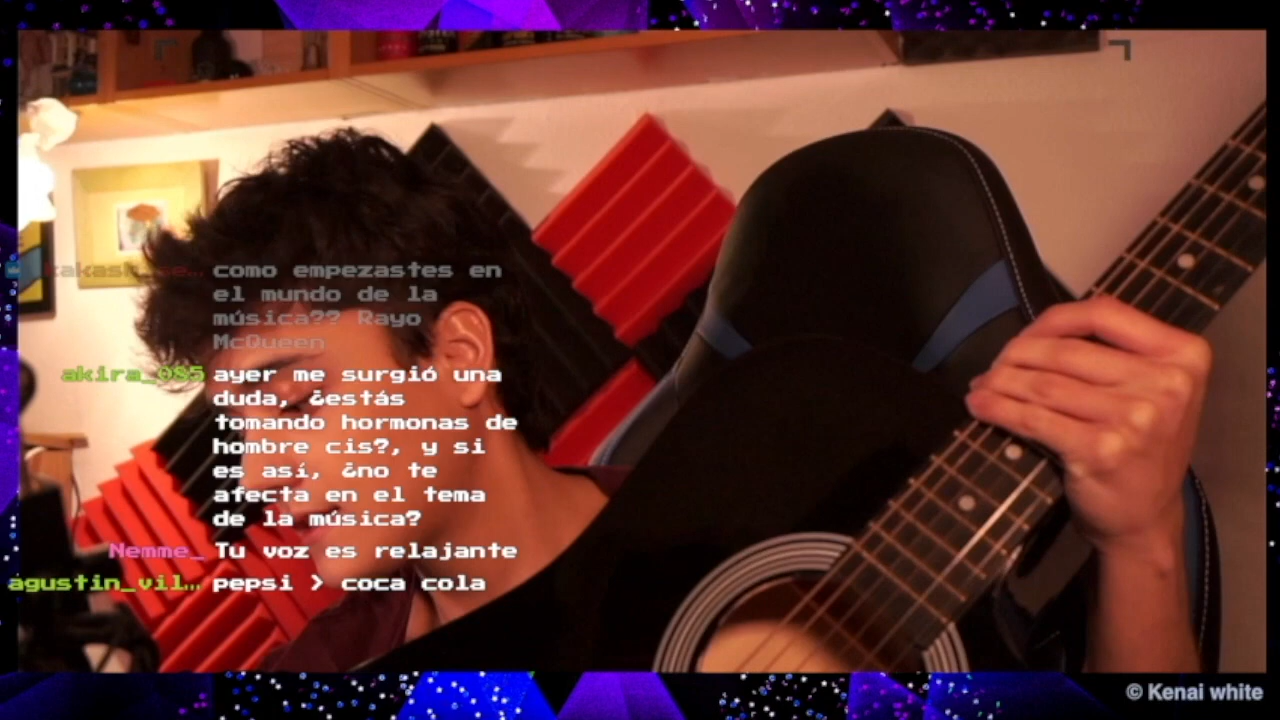 kakash_se... como empezastes en
el mundo de la
música?? Rayo
McQueen
akira_085 ayer me surgió una
duda, ¿estás
tomando hormonas de
hombre cis?, y si
es así, ¿no te
afecta en el tema
de la música?
Nemme_ Tu voz es relajante
agustin_vil... pepsi > coca cola
© Kenai white